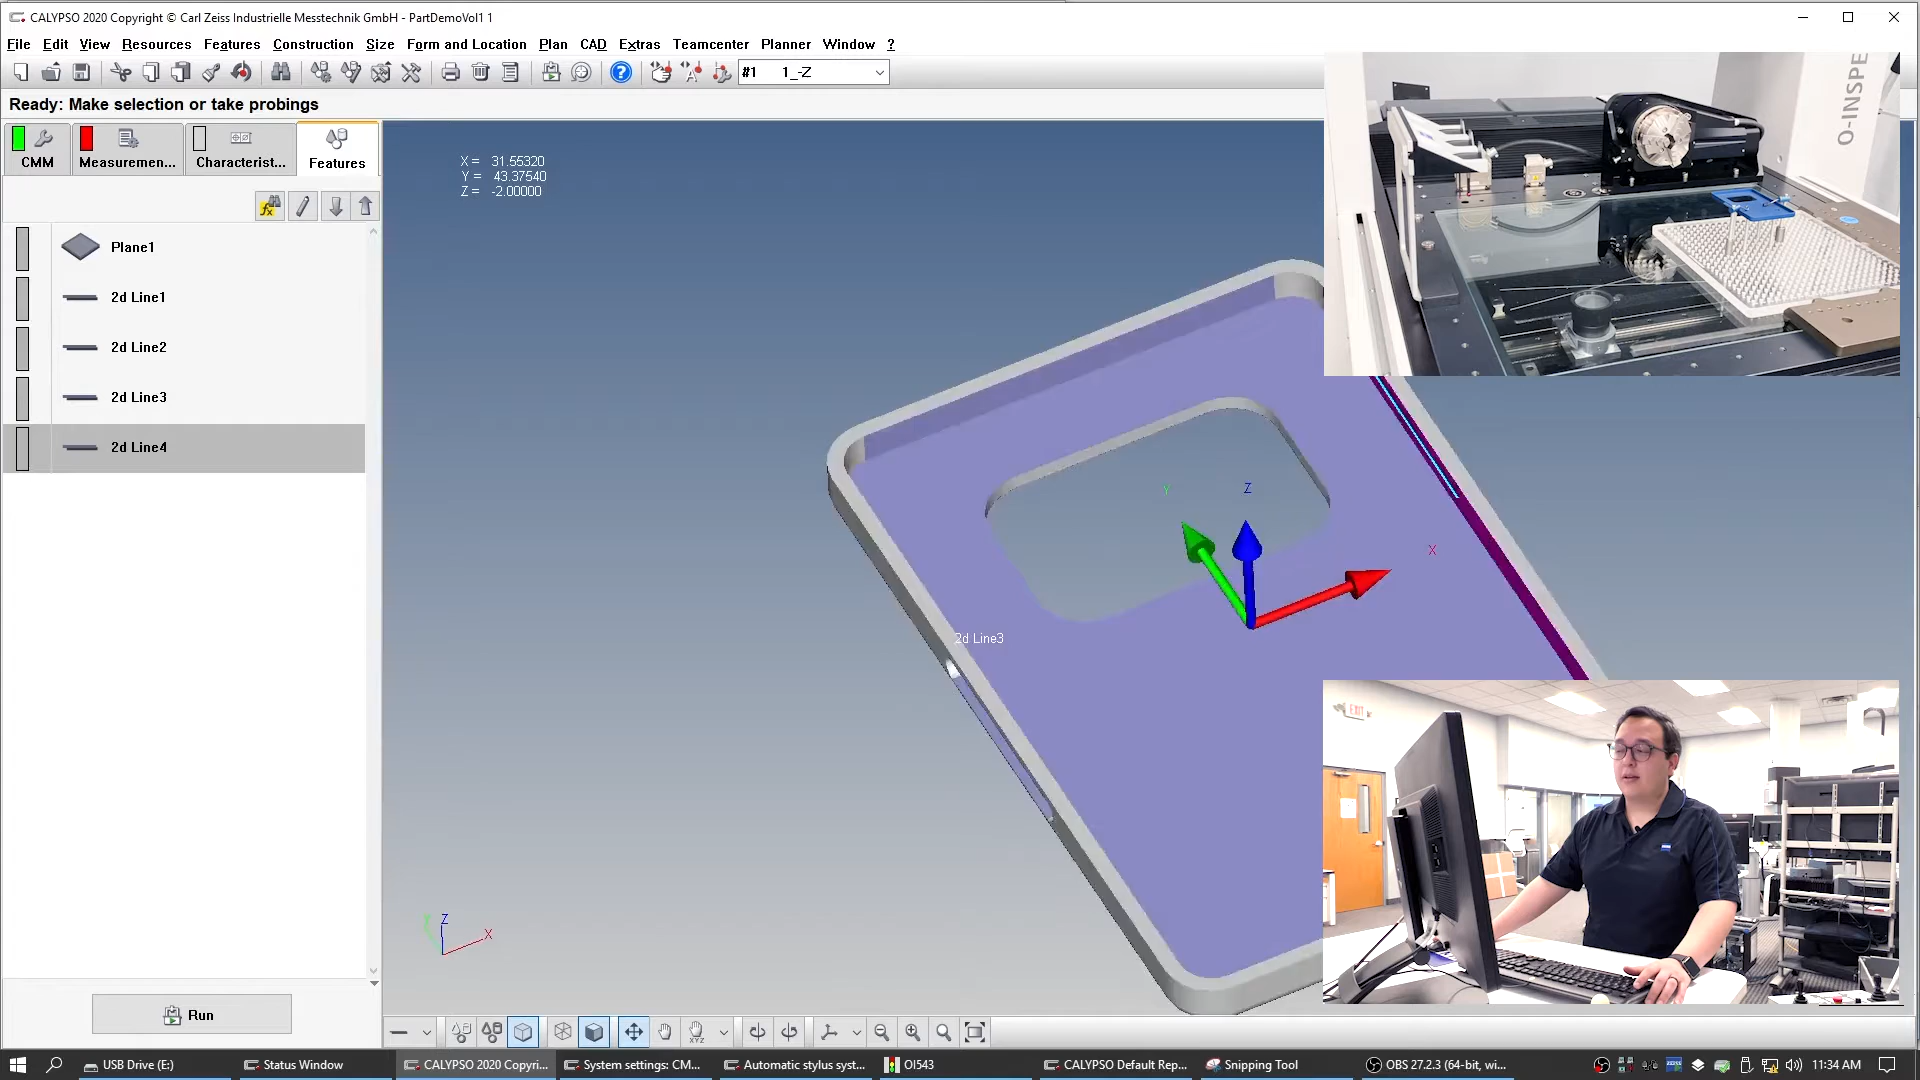 CALYPSO 2020 Copyright © Carl Zeiss Industrielle Messtechnik GmbH - PartDemoVol1 1
File Edit View Resources Features Construction Size Form and Location Plan CAD Extras Teamcenter Planner Window ?
#1 1_-Z
Ready: Make selection or take probings
O-INSPE
CMM
Measuremen...
Characterist...
Features
X = 31.55320
Y = 43.37540
Z = -2.00000
Plane1
2d Line1
2d Line2
2d Line3
2d Line4
Y
Z
X
2d Line3
EXIT
Y
Z
X
Run
XYZ
USB Drive (E:)
Status Window
CALYPSO 2020 Copyri...
System settings: CM...
Automatic stylus syst...
OI543
CALYPSO Default Rep...
Snipping Tool
OBS 27.2.3 (64-bit, wi...
11:34 AM